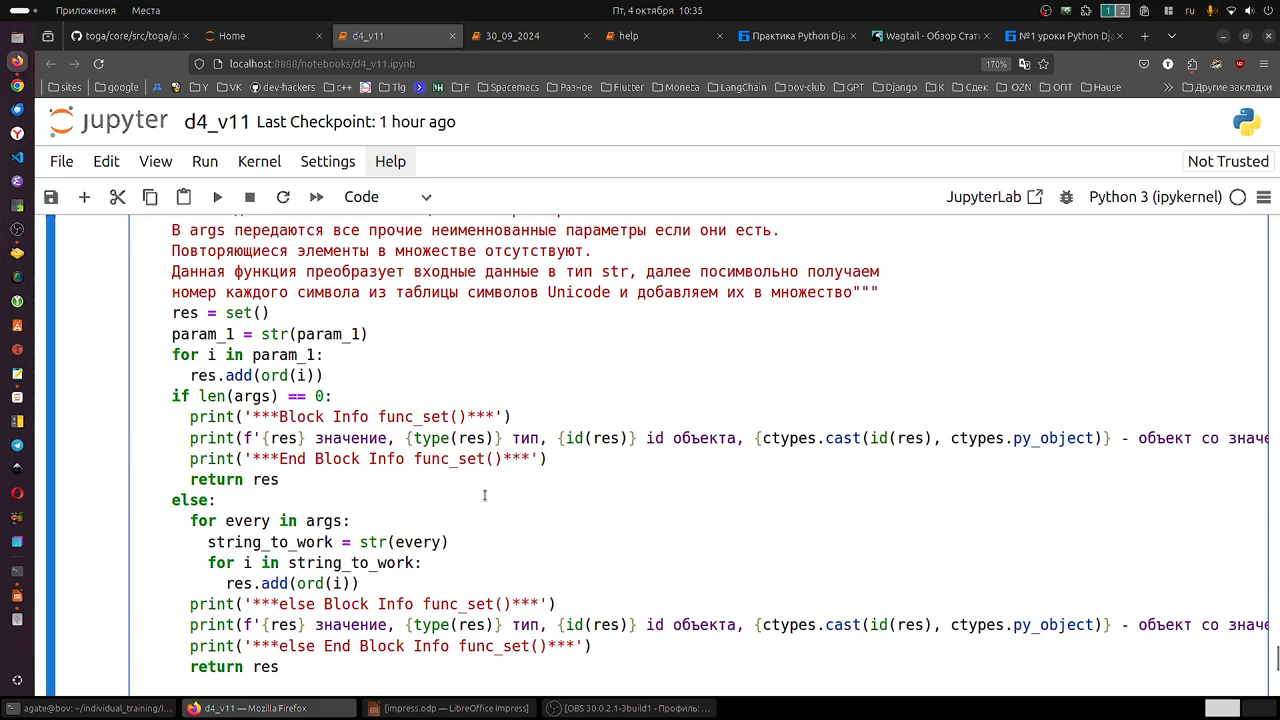 Приложения Места Пт, 4 октября 10:35 1 2 ru
toga/core/src/toga/a Home d4_v11 30_09_2024 help Практика Python Dj Wagtail - Обзор Стат №1 уроки Python Dj
localhost:8888/notebooks/d4_v11.ipynb 170%
sites google Y VK dev-hackers c++ Tlg F Spacemacs Разное Flutter Moneca LangChain bov-club GPT Django K Сдек OZN ОПТ Hause Другие закладки
jupyter d4_v11 Last Checkpoint: 1 hour ago
File Edit View Run Kernel Settings Help Not Trusted
Code JupyterLab Python 3 (ipykernel)
В args передаются все прочие неименнованные параметры если они есть.
Повторяющиеся элементы в множестве отсутствуют.
Данная функция преобразует входные данные в тип str, далее посимвольно получаем
номер каждого символа из таблицы символов Unicode и добавляем их в множество"""
res = set()
param_1 = str(param_1)
for i in param_1:
res.add(ord(i))
if len(args) == 0:
print('***Block Info func_set()***')
print(f'{res} значение, {type(res)} тип, {id(res)} id объекта, {ctypes.cast(id(res), ctypes.py_object)} - объект со значе
print('***End Block Info func_set()***')
return res
else:
for every in args:
string_to_work = str(every)
for i in string_to_work:
res.add(ord(i))
print('***else Block Info func_set()***')
print(f'{res} значение, {type(res)} тип, {id(res)} id объекта, {ctypes.cast(id(res), ctypes.py_object)} - объект со значе
print('***else End Block Info func_set()***')
return res
agate@bov: ~/individual_training/l... d4_v11 — Mozilla Firefox [impress.odp — LibreOffice Impress] [OBS 30.0.2.1-3build1 - Профиль: ...